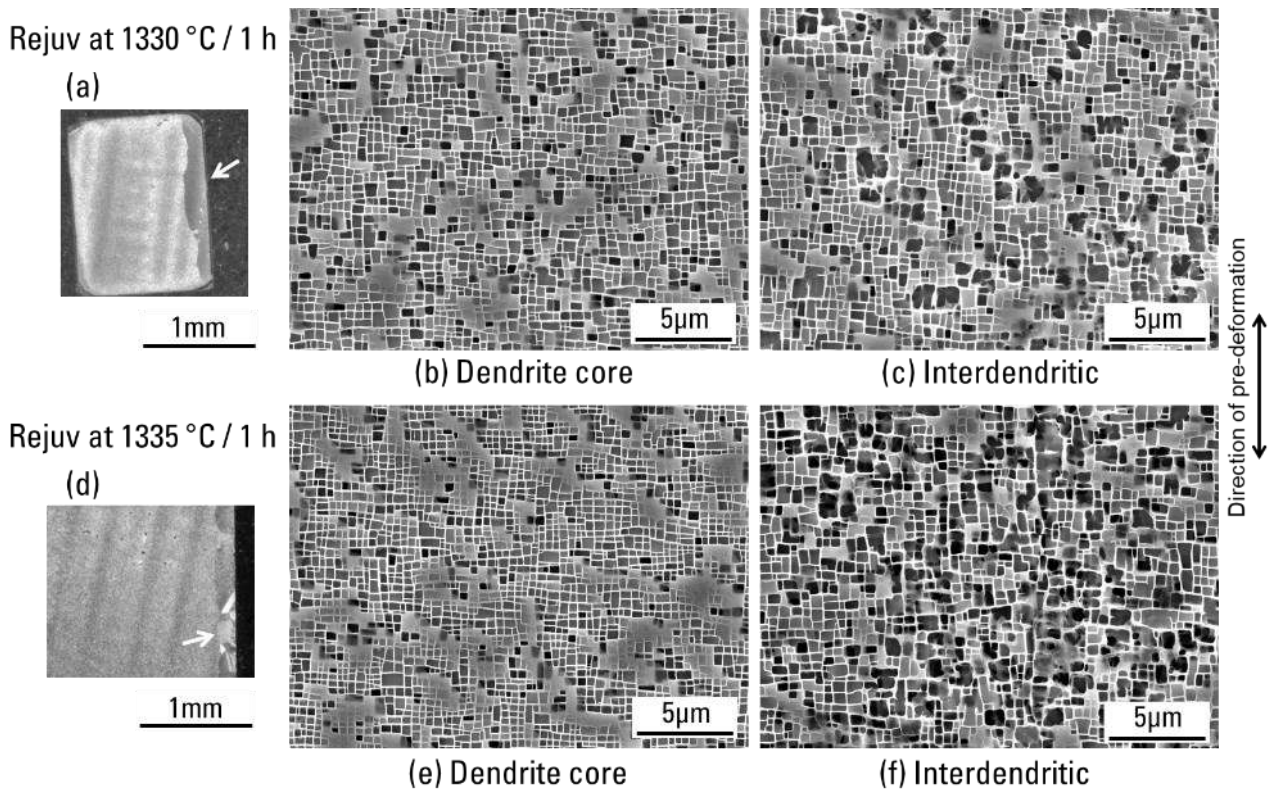 Rejuv at 1330 °C / 1 h
(a)
1mm
5µm
5µm
(b) Dendrite core
(c) Interdendritic
Direction of pre-deformation
Rejuv at 1335 °C / 1 h
(d)
1mm
5µm
5µm
(e) Dendrite core
(f) Interdendritic